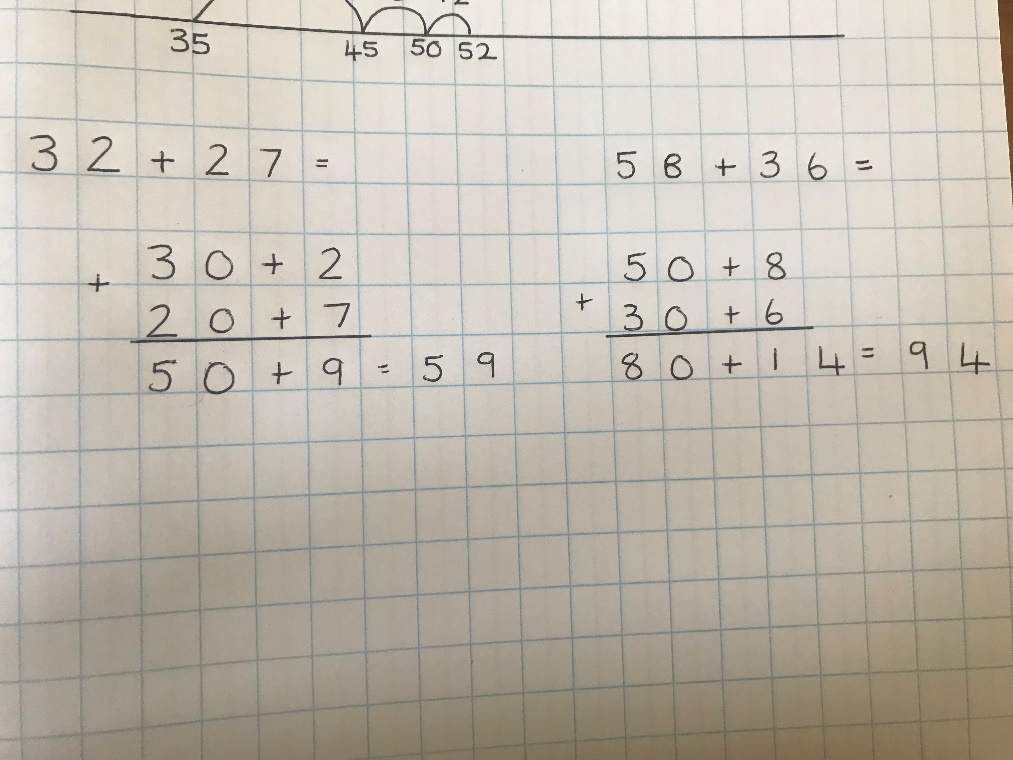 35 45 50 52
32 + 27 =
+ 30 + 2
20 + 7
50 + 9 = 59
58 + 36 =
+ 50 + 8
30 + 6
80 + 14 = 94